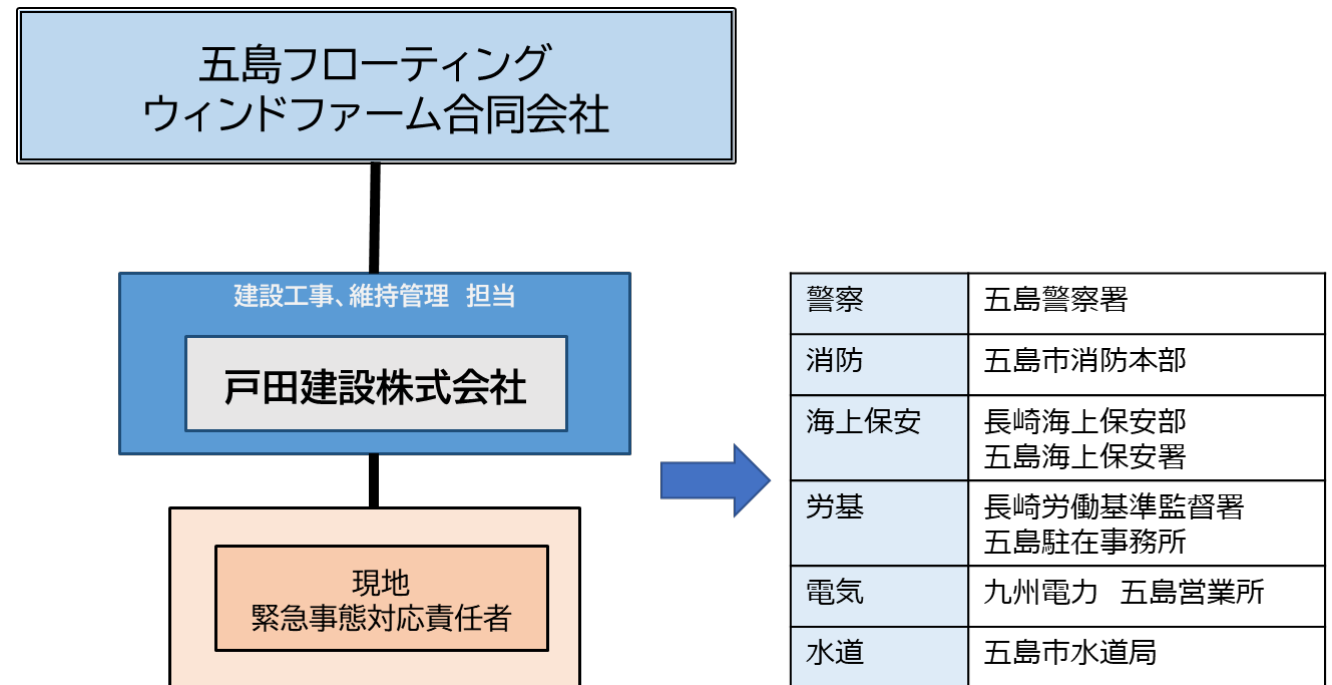 五島フローティング
ウィンドファーム合同会社
建設工事、維持管理 担当
戸田建設株式会社
現地
緊急事態対応責任者
警察 五島警察署
消防 五島市消防本部
海上保安 長崎海上保安部
五島海上保安署
労基 長崎労働基準監督署
五島駐在事務所
電気 九州電力 五島営業所
水道 五島市水道局